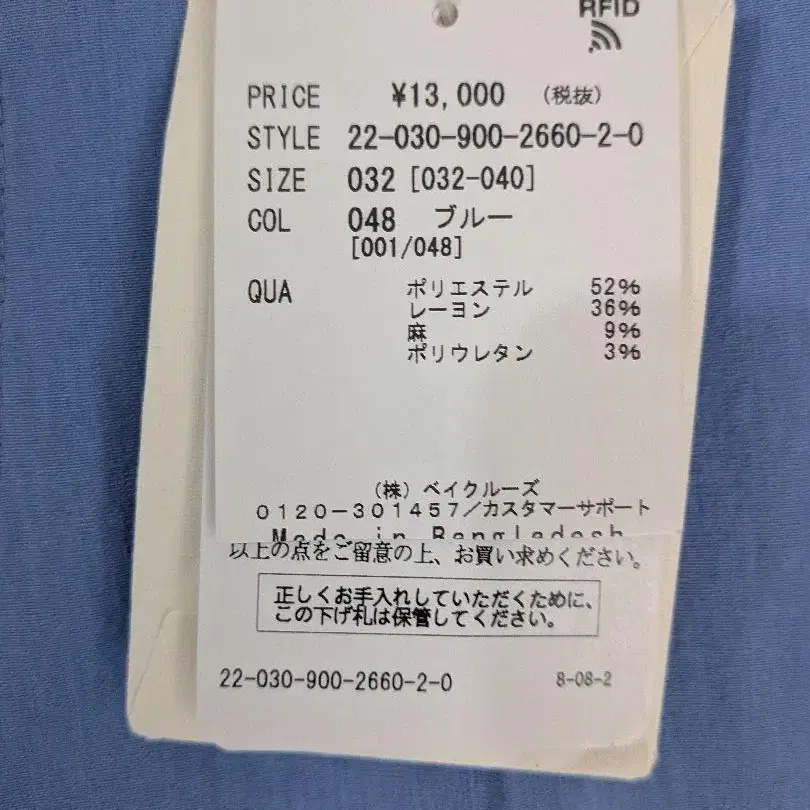 RFID
PRICE ¥13,000 (税抜)
STYLE 22-030-900-2660-2-0
SIZE 032 [032-040]
COL 048 ブルー
[001/048]
QUA ポリエステル 52%
レーヨン 36%
麻 9%
ポリウレタン 3%
(株) ベイクルーズ
0120-301457/カスタマーサポート
Made in Bangladesh
以上の点をご留意の上、お買い求めください。
正しくお手入れしていただくために、
この下げ札は保管してください。
22-030-900-2660-2-0 8-08-2